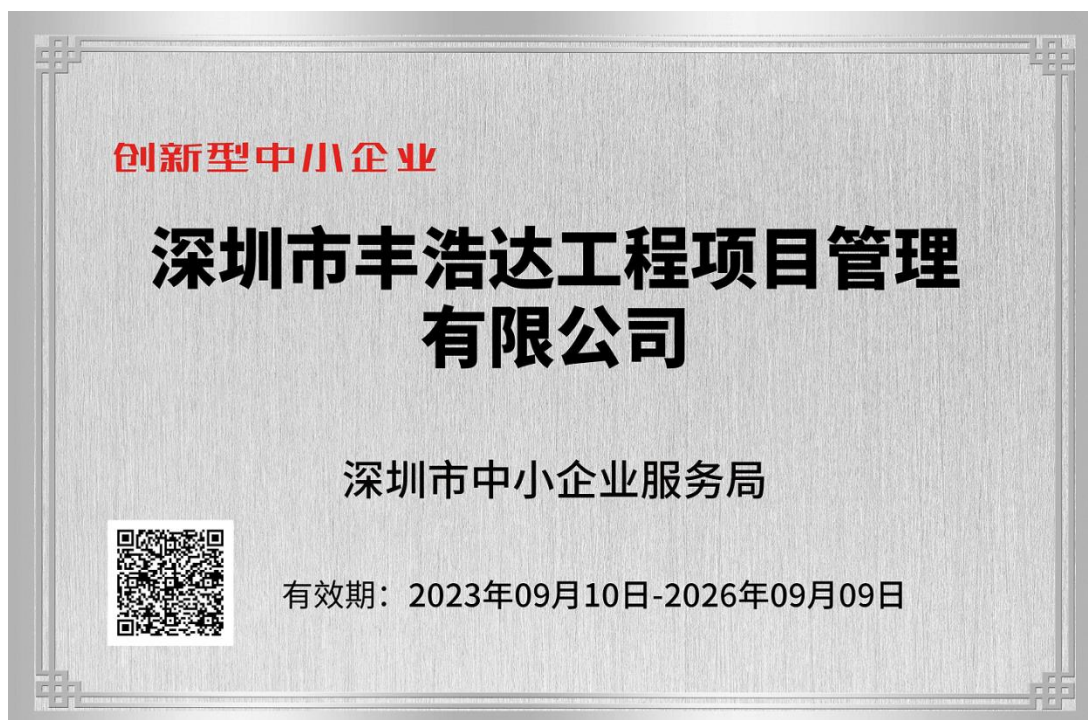 创新型中小企业
深圳市丰浩达工程项目管理
有限公司
深圳市中小企业服务局
有效期：2023年09月10日-2026年09月09日